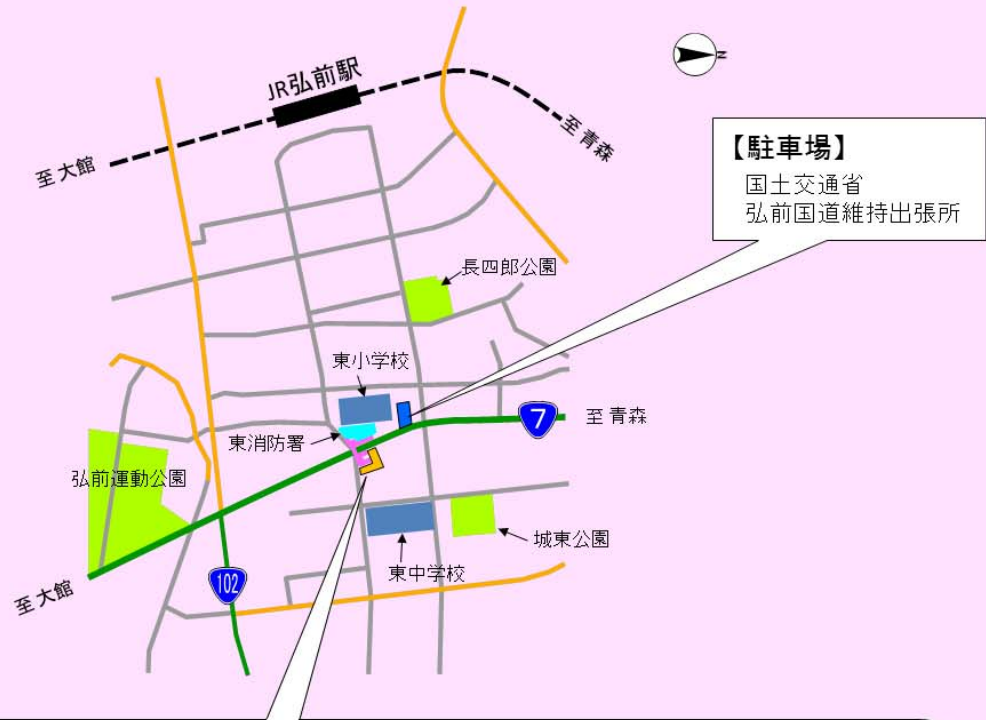 N
JR弘前駅
至 大館
至 青森
【駐車場】
国土交通省
弘前国道維持出張所
長四郎公園
東小学校
7
至 青森
東消防署
弘前運動公園
城東公園
東中学校
102
至 大館